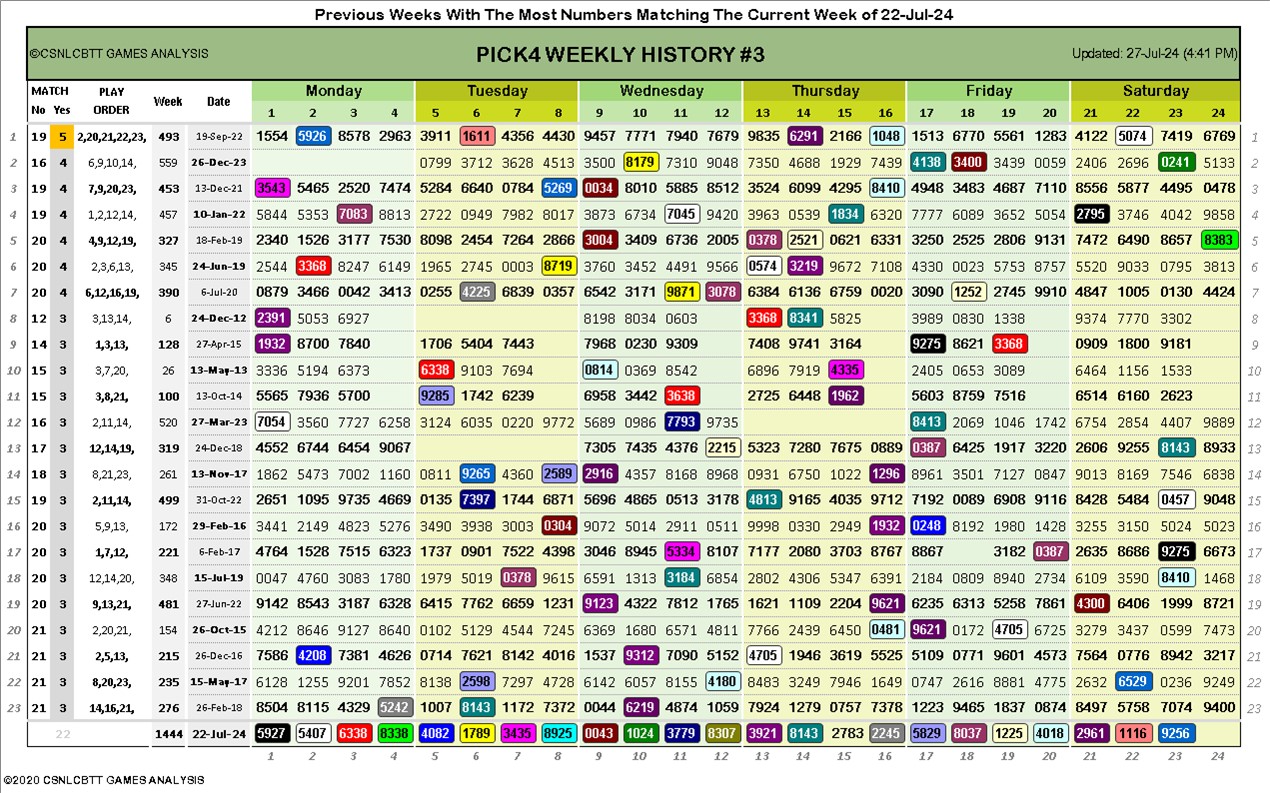 Previous Weeks With The Most Numbers Matching The Current Week of 22-Jul-24
©CSNLCBTT GAMES ANALYSIS PICK4 WEEKLY HISTORY #3 Updated: 27-Jul-24 (4:41 PM)
MATCH PLAY Week Date Monday Tuesday Wednesday Thursday Friday Saturday
No Yes ORDER 1 2 3 4 5 6 7 8 9 10 11 12 13 14 15 16 17 18 19 20 21 22 23 24
1 19 5 2,20,21,22,23, 493 19-Sep-22 1554 5926 8578 2963 3911 1611 4356 4430 9457 7771 7940 7679 9835 6291 2166 1048 1513 6770 5561 1283 4122 5074 7419 6769 1
2 16 4 6,9,10,14, 559 26-Dec-23 0799 3712 3628 4513 3500 8179 7310 9048 7350 4688 1929 7439 4138 3400 3439 0059 2406 2696 0241 5133 2
3 19 4 7,9,20,23, 453 13-Dec-21 3543 5465 2520 7474 5284 6640 0784 5269 0034 8010 5885 8512 3524 6099 4295 8410 4948 3483 4687 7110 8556 5877 4495 0478 3
4 19 4 1,2,12,14, 457 10-Jan-22 5844 5353 7083 8813 2722 0949 7982 8017 3873 6734 7045 9420 3963 0539 1834 6320 7777 6089 3652 5054 2795 3746 4042 9858 4
5 20 4 4,9,12,19, 327 18-Feb-19 2340 1526 3177 7530 8098 2454 7264 2866 3004 3409 6736 2005 0378 2521 0621 6331 3250 2525 2806 9131 7472 6490 8657 8383 5
6 20 4 2,3,6,13, 345 24-Jun-19 2544 3368 8247 6149 1965 2745 0003 8719 3760 3452 4491 9566 0574 3219 9672 7108 4330 0023 5753 8757 5520 9033 0795 3813 6
7 20 4 6,12,16,19, 390 6-Jul-20 0879 3466 0042 3413 0255 4225 6839 0357 6542 3171 9871 3078 6384 6136 6759 0020 3090 1252 2745 9910 4847 1005 0130 4424 7
8 12 3 3,13,14, 6 24-Dec-12 2391 5053 6927 8198 8034 0603 3368 8341 5825 3989 0830 1338 9374 7770 3302 8
9 14 3 1,3,13, 128 27-Apr-15 1932 8700 7840 1706 5404 7443 7968 0230 9309 7408 9741 3164 9275 8621 3368 0909 1800 9181 9
10 15 3 3,7,20, 26 13-May-13 3336 5194 6373 6338 9103 7694 0814 0369 8542 6896 7919 4335 2405 0653 3089 6464 1156 1533 10
11 15 3 3,8,21, 100 13-Oct-14 5565 7936 5700 9285 1742 6239 6958 3442 3638 2725 6448 1962 5603 8759 7516 6514 6160 2623 11
12 16 3 2,11,14, 520 27-Mar-23 7054 3560 7727 6258 3124 6035 0220 9772 5689 0986 7793 9735 8413 2069 1046 1742 6754 2854 4407 9889 12
13 17 3 12,14,19, 319 24-Dec-18 4552 6744 6454 9067 7305 7435 4376 2215 5323 7280 7675 0889 0387 6425 1917 3220 2606 9255 8143 8933 13
14 18 3 8,21,23, 261 13-Nov-17 1862 5473 7002 1160 0811 9265 4360 2589 2916 4357 8168 8968 0931 6750 1022 1296 8961 3501 7127 0847 9013 8169 7546 6838 14
15 19 3 2,11,14, 499 31-Oct-22 2651 1095 9735 4669 0135 7397 1744 6871 5696 4865 0513 3178 4813 9165 4035 9712 7192 0089 6908 9116 8428 5484 0457 9048 15
16 20 3 5,9,13, 172 29-Feb-16 3441 2149 4823 5276 3490 3938 3003 0304 9072 5014 2911 0511 9998 0330 2949 1932 0248 8192 1980 1428 3255 3150 5024 5023 16
17 20 3 1,7,12, 221 6-Feb-17 4764 1528 7515 6323 1737 0901 7522 4398 3046 8945 5334 8107 7177 2080 3703 8767 8867 3182 0387 2635 8686 9275 6673 17
18 20 3 12,14,20, 348 15-Jul-19 0047 4760 3083 1780 1979 5019 0378 9615 6591 1313 3184 6854 2802 4306 5347 6391 2184 0809 8940 2734 6109 3590 8410 1468 18
19 20 3 9,13,21, 481 27-Jun-22 9142 8543 3187 6328 6415 7762 6659 1231 9123 4322 7812 1765 1621 1109 2204 9621 6235 6313 5258 7861 4300 6406 1999 8721 19
20 21 3 2,20,21, 154 26-Oct-15 4212 8646 9127 8640 0102 5129 4544 7245 6369 1680 6571 4811 7766 2439 6450 0481 9621 0172 4705 6725 3279 3437 0599 7473 20
21 21 3 2,5,13, 215 26-Dec-16 7586 4208 7381 4626 0714 7621 8142 4016 1537 9312 7090 5152 4705 1946 3619 5525 5109 0771 9601 4573 7564 0776 8942 3217 21
22 21 3 8,20,23, 235 15-May-17 6128 1255 9201 7852 8138 2598 7297 4728 6142 6057 8155 4180 8483 3249 7946 1649 0747 2616 8881 4775 2632 6529 0236 9249 22
23 21 3 14,16,21, 276 26-Feb-18 8504 8115 4329 5242 1007 8143 1172 7372 0044 6219 4874 1059 7924 1279 0757 7378 1223 9465 1837 0874 8497 5758 7074 9400 23
22 1444 22-Jul-24 5927 5407 6338 8338 4082 1789 3435 8925 0043 1024 3779 8307 3921 8143 2783 2245 5829 8037 1225 4018 2961 1116 9256
1 2 3 4 5 6 7 8 9 10 11 12 13 14 15 16 17 18 19 20 21 22 23 24
©2020 CSNLCBTT GAMES ANALYSIS